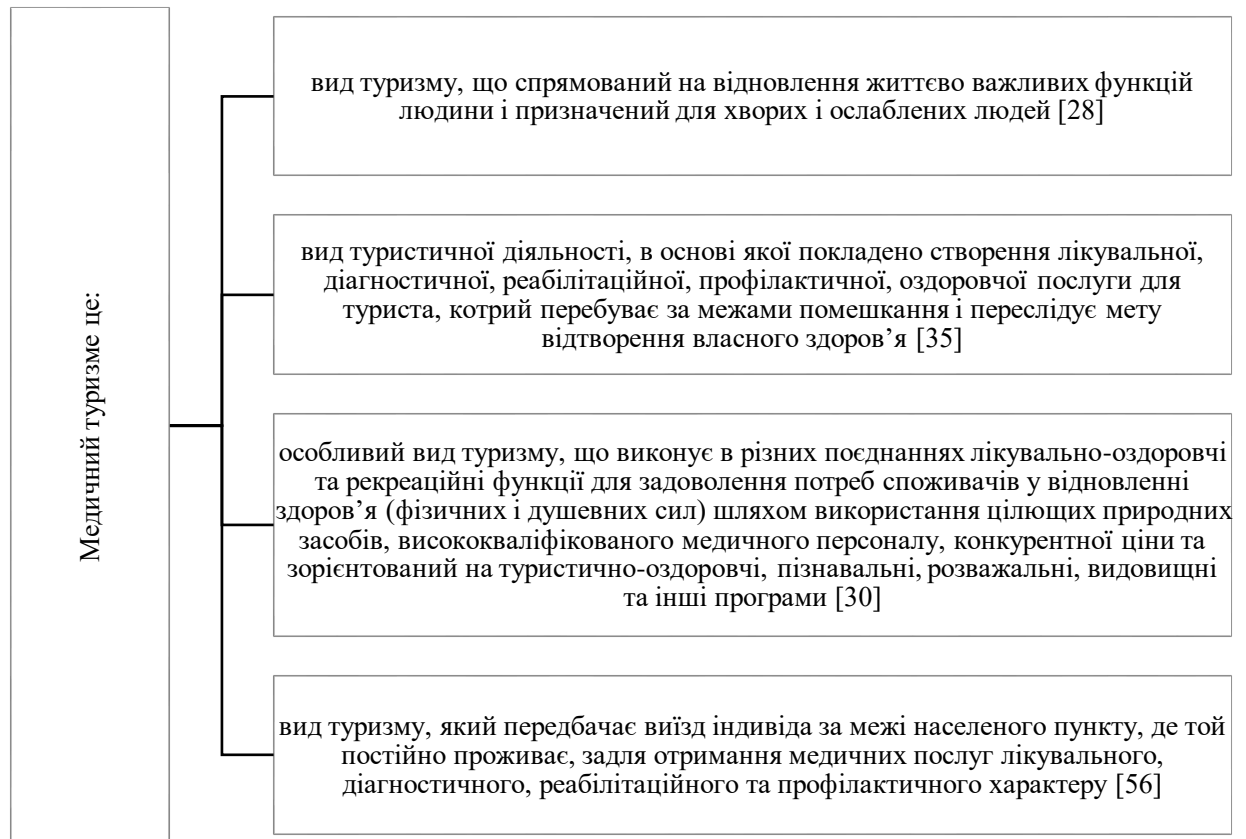 Медичний туризме це:
вид туризму, що спрямований на відновлення життєво важливих функцій
людини і призначений для хворих і ослаблених людей [28]
вид туристичної діяльності, в основі якої покладено створення лікувальної,
діагностичної, реабілітаційної, профілактичної, оздоровчої послуги для
туриста, котрий перебуває за межами помешкання і переслідує мету
відтворення власного здоров’я [35]
особливий вид туризму, що виконує в різних поєднаннях лікувально-оздоровчі
та рекреаційні функції для задоволення потреб споживачів у відновленні
здоров’я (фізичних і душевних сил) шляхом використання цілющих природних
засобів, висококваліфікованого медичного персоналу, конкурентної ціни та
зорієнтований на туристично-оздоровчі, пізнавальні, розважальні, видовищні
та інші програми [30]
вид туризму, який передбачає виїзд індивіда за межі населеного пункту, де той
постійно проживає, задля отримання медичних послуг лікувального,
діагностичного, реабілітаційного та профілактичного характеру [56]